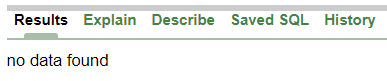 Results Explain Describe Saved SQL History
no data found